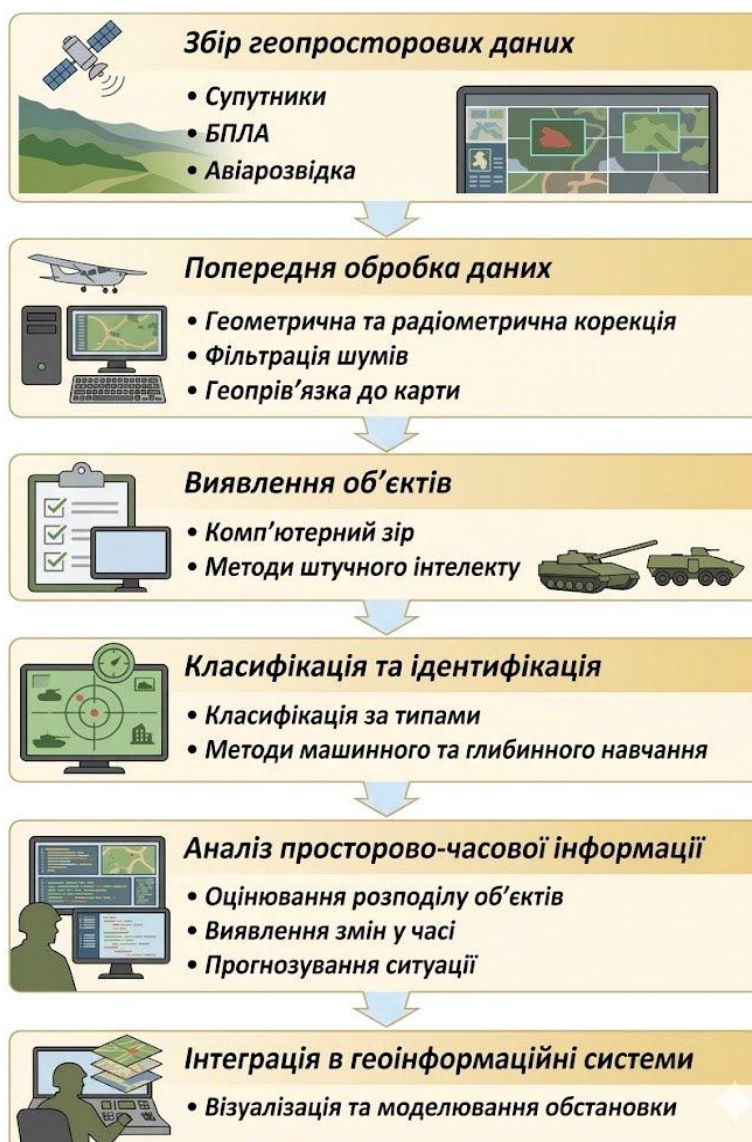 Збір геопросторових даних
• Супутники
• БПЛА
• Авіарозвідка
Попередня обробка даних
• Геометрична та радіометрична корекція
• Фільтрація шумів
• Геоприв’язка до карти
Виявлення об’єктів
• Комп’ютерний зір
• Методи штучного інтелекту
Класифікація та ідентифікація
• Класифікація за типами
• Методи машинного та глибинного навчання
Аналіз просторово-часової інформації
• Оцінювання розподілу об’єктів
• Виявлення змін у часі
• Прогнозування ситуації
Інтеграція в геоінформаційні системи
• Візуалізація та моделювання обстановки